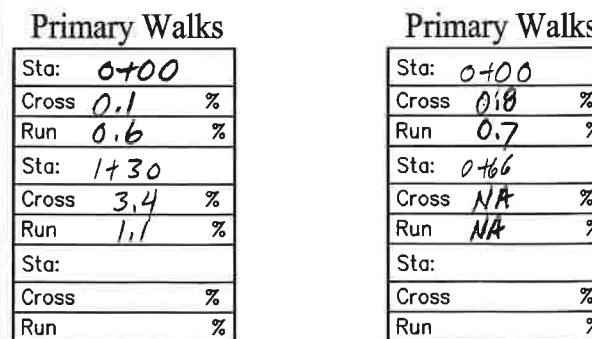 Primary Walks
Sta: 0+00
Cross 0.1 %
Run 0.6 %
Sta: 1+30
Cross 3.4 %
Run 1.1 %
Sta:
Cross %
Run %
Primary Walks
Sta: 0+00
Cross 0.8 %
Run 0.7 %
Sta: 0+66
Cross NA %
Run NA %
Sta:
Cross %
Run %